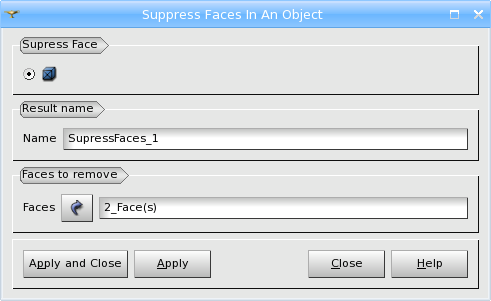 Suppress Faces In An Object
Supress Face
Result name
Name SupressFaces_1
Faces to remove
Faces 2_Face(s)
Apply and Close Apply Close Help